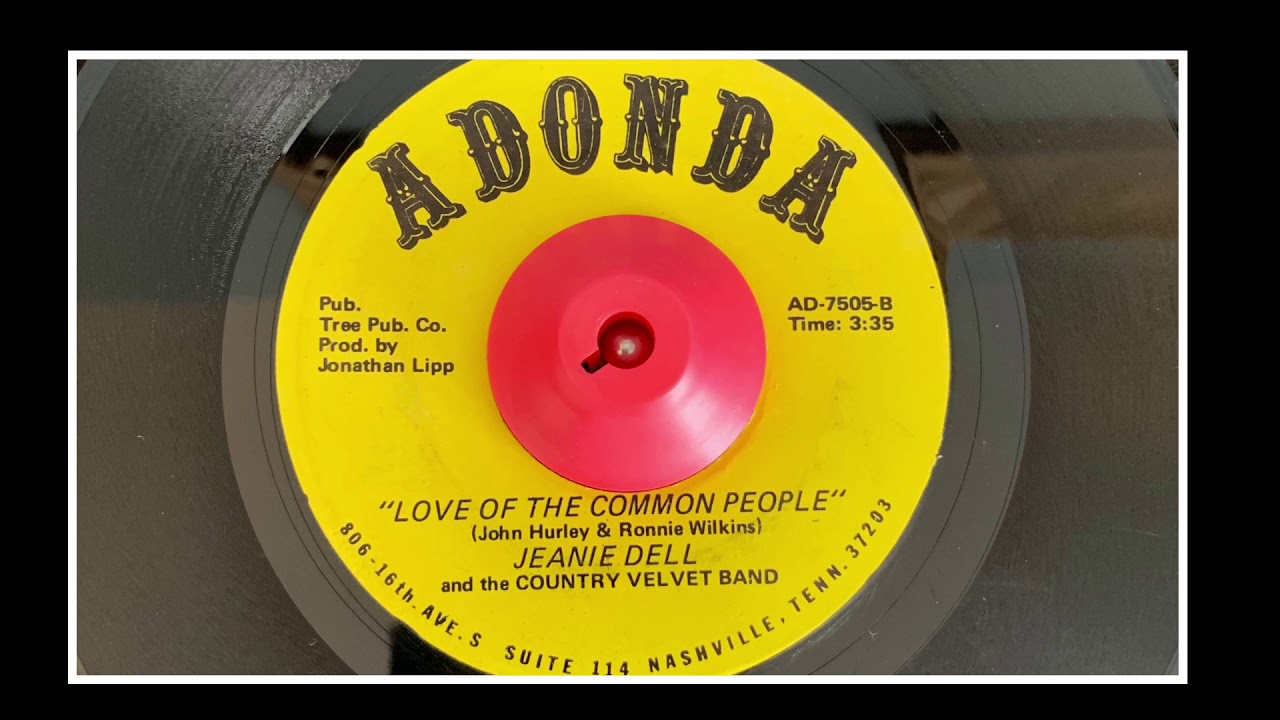 ADONDA
Pub.
Tree Pub. Co.
Prod. by
Jonathan Lipp
AD-7505-B
Time: 3:35
"LOVE OF THE COMMON PEOPLE"
(John Hurley & Ronnie Wilkins)
JEANIE DELL
and the COUNTRY VELVET BAND
806-16th. AVE. S SUITE 114 NASHVILLE, TENN. 37203